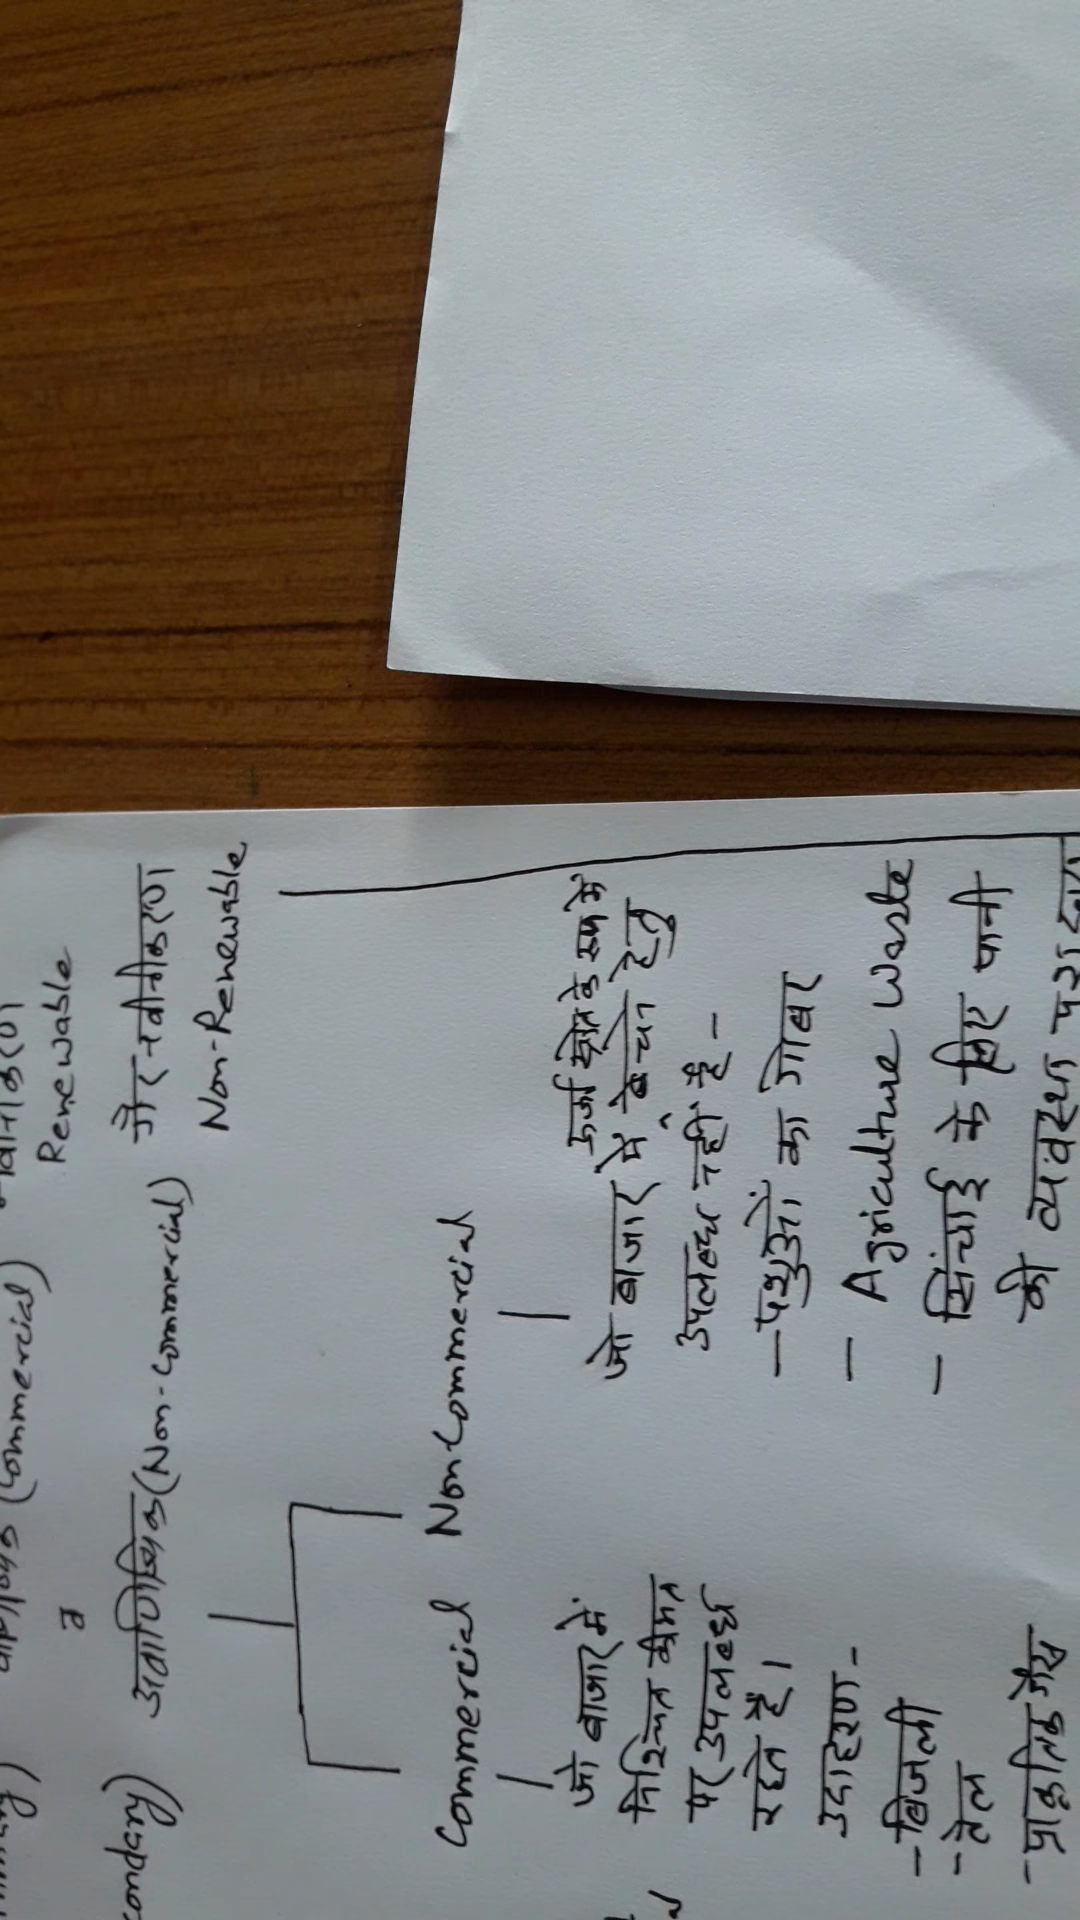 (Commercial)
Renewable
व
ondary)
अवाणिज्यिक (Non-Commercial)
गैर नवीनीकरण
Non-Renewable
Commercial
Non Commercial
जो बाजार में
निश्चित कीमत
पर उपलब्ध
रहते हैं।
उदाहरण -
- बिजली
- तेल
- प्राकृतिक गैस
ऊर्जा स्रोत के रूप में
जो बाजार में बेचने हेतु
उपलब्ध नहीं हैं -
- पशुओं का गोबर
- Agriculture Waste
- सिंचाई के लिए पानी
की व्यवस्था